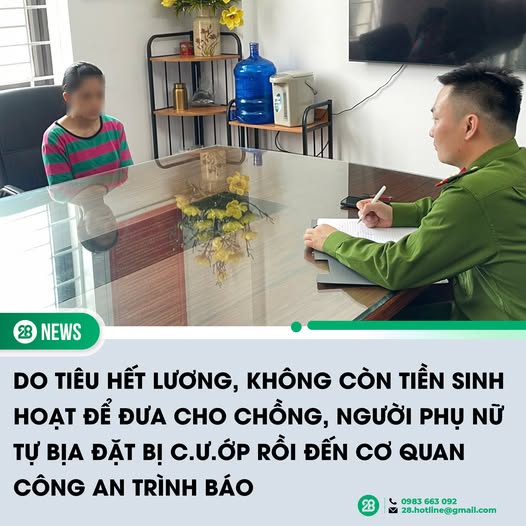 28 NEWS
DO TIÊU HẾT LƯƠNG, KHÔNG CÒN TIỀN SINH
HOẠT ĐỂ ĐƯA CHO CHỒNG, NGƯỜI PHỤ NỮ
TỰ BỊA ĐẶT BỊ C.Ư.ỚP RỒI ĐẾN CƠ QUAN
CÔNG AN TRÌNH BÁO
28
0983 663 092
28.hotline@gmail.com